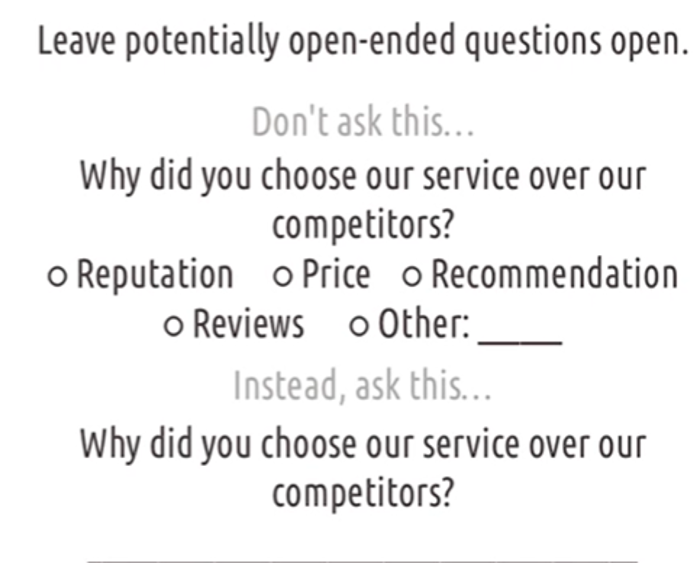 Leave potentially open-ended questions open.
Don't ask this...
Why did you choose our service over our
competitors?
○ Reputation ○ Price ○ Recommendation
○ Reviews ○ Other: _____
Instead, ask this...
Why did you choose our service over our
competitors?